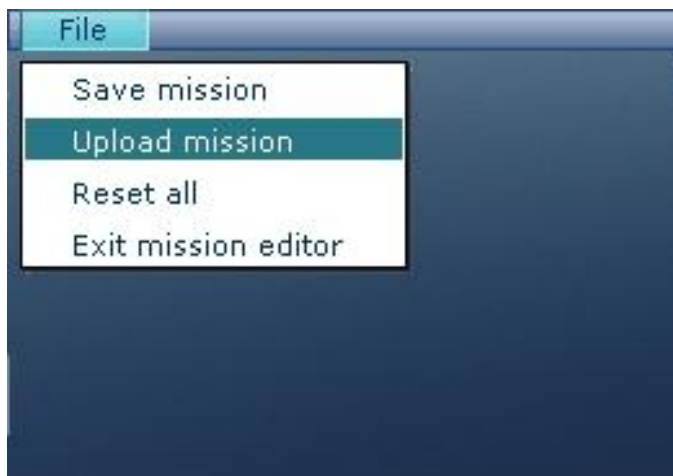 File
Save mission
Upload mission
Reset all
Exit mission editor